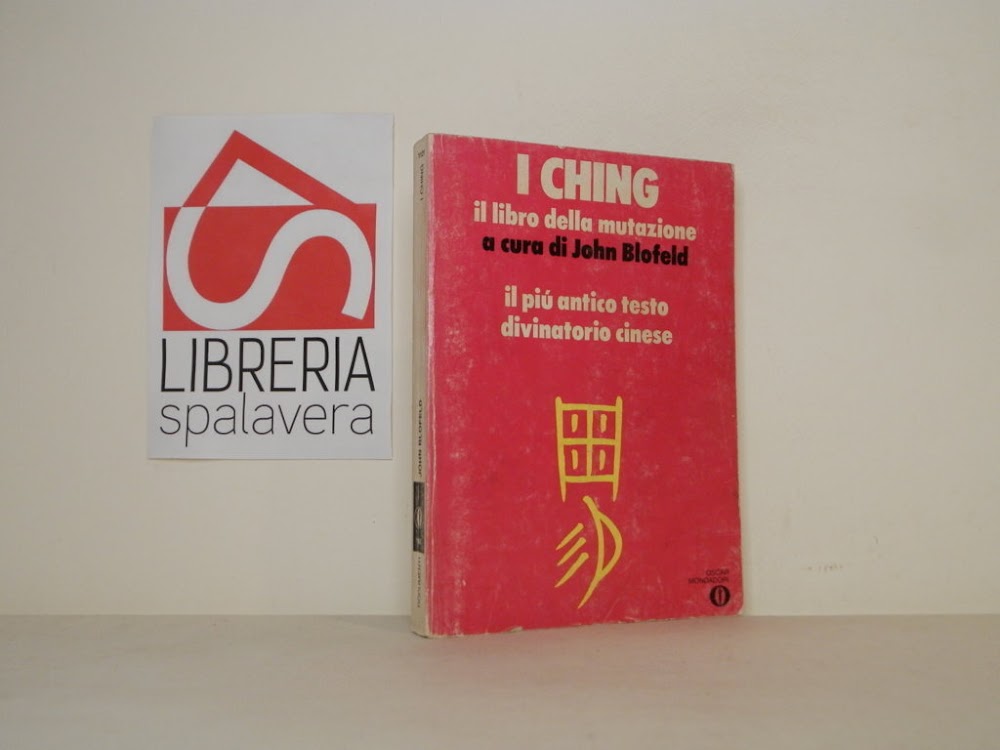 LIBRERIA
spalavera
I CHING
il libro della mutazione
a cura di John Blofeld
il piú antico testo
divinatorio cinese
OSCAR
MONDADORI
I CHING
JOHN BLOFELD